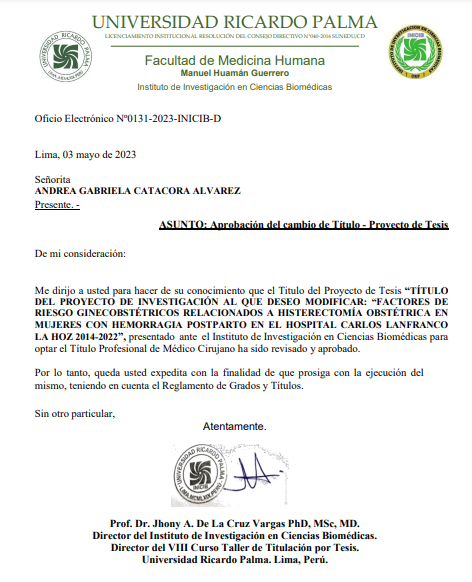 UNIVERSIDAD RICARDO PALMA
LICENCIAMIENTO INSTITUCIONAL RESOLUCIÓN DEL CONSEJO DIRECTIVO N°040-2016 SUNEDU/CD
Facultad de Medicina Humana
Manuel Huamán Guerrero
Instituto de Investigación en Ciencias Biomédicas
Oficio Electrónico Nº0131-2023-INICIB-D
Lima, 03 mayo de 2023
Señorita
ANDREA GABRIELA CATACORA ALVAREZ
Presente. -
ASUNTO: Aprobación del cambio de Título - Proyecto de Tesis
De mi consideración:
Me dirijo a usted para hacer de su conocimiento que el Título del Proyecto de Tesis “TÍTULO
DEL PROYECTO DE INVESTIGACIÓN AL QUE DESEO MODIFICAR: “FACTORES DE
RIESGO GINECOBSTÉTRICOS RELACIONADOS A HISTERECTOMÍA OBSTÉTRICA EN
MUJERES CON HEMORRAGIA POSTPARTO EN EL HOSPITAL CARLOS LANFRANCO
LA HOZ 2014-2022”, presentado ante el Instituto de Investigación en Ciencias Biomédicas para
optar el Título Profesional de Médico Cirujano ha sido revisado y aprobado.
Por lo tanto, queda usted expedita con la finalidad de que prosiga con la ejecución del
mismo, teniendo en cuenta el Reglamento de Grados y Títulos.
Sin otro particular,
Atentamente.
UNIVERSIDAD RICARDO PALMA
INICIB
Prof. Dr. Jhony A. De La Cruz Vargas PhD, MSc, MD.
Director del Instituto de Investigación en Ciencias Biomédicas.
Director del VIII Curso Taller de Titulación por Tesis.
Universidad Ricardo Palma. Lima, Perú.